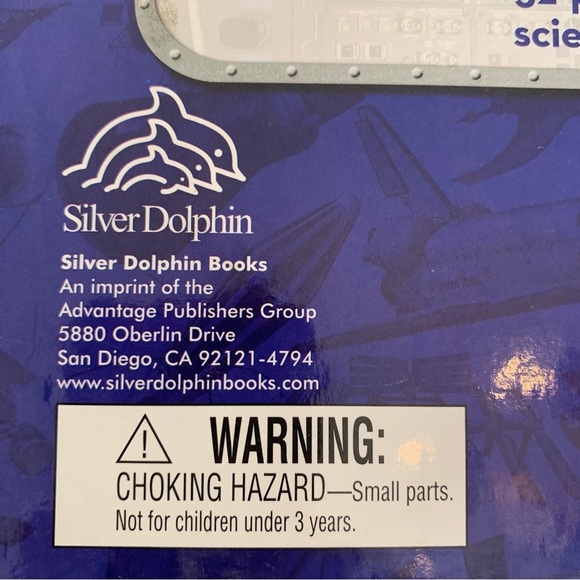 scie
Silver Dolphin
Silver Dolphin Books
An imprint of the
Advantage Publishers Group
5880 Oberlin Drive
San Diego, CA 92121-4794
www.silverdolphinbooks.com
WARNING:
CHOKING HAZARD—Small parts.
Not for children under 3 years.